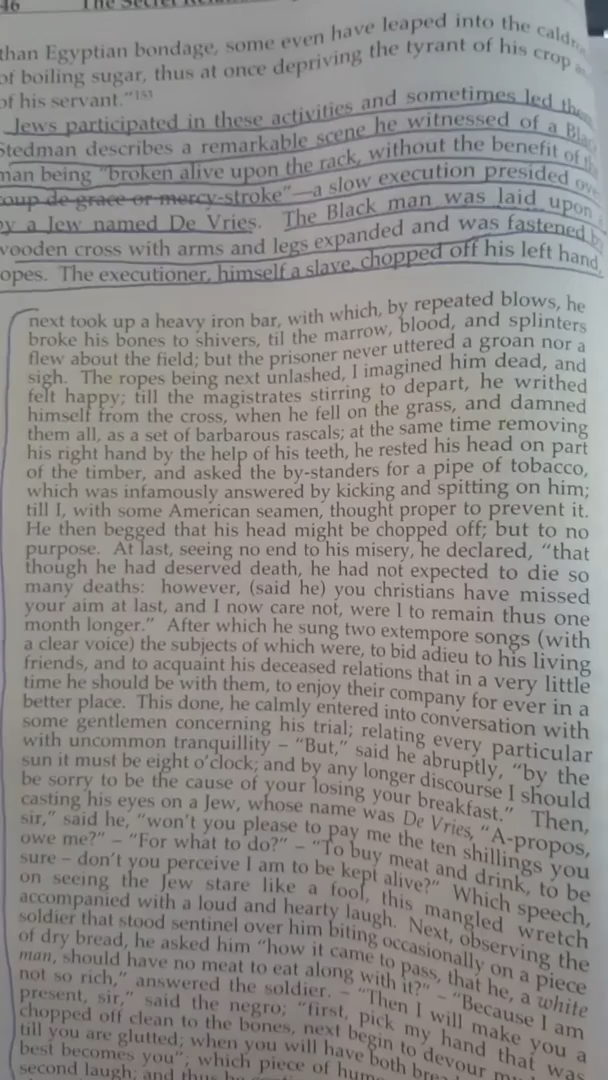 46
than Egyptian bondage, some even have leaped into the
of boiling sugar, thus at once depriving the tyrant of his crop
of his servant."
Jews participated in these activities and sometimes led
Stedman describes a remarkable scene he witnessed of a
man being "broken alive upon the rack, without the benefit of
coup de grace or mercy-stroke"—a slow execution presided
by a Jew named De Vries. The Black man was laid upon
wooden cross with arms and legs expanded and was fastened
ropes. The executioner, himself a slave, chopped off his left hand
next took up a heavy iron bar, with which, by repeated blows, he
broke his bones to shivers, til the marrow, blood, and splinters
flew about the field; but the prisoner never uttered a groan nor a
sigh. The ropes being next unlashed, I imagined him dead, and
felt happy; till the magistrates stirring to depart, he writhed
himself from the cross, when he fell on the grass, and damned
them all, as a set of barbarous rascals; at the same time removing
his right hand by the help of his teeth, he rested his head on part
of the timber, and asked the by-standers for a pipe of tobacco,
which was infamously answered by kicking and spitting on him;
till I, with some American seamen, thought proper to prevent it.
He then begged that his head might be chopped off; but to no
purpose. At last, seeing no end to his misery, he declared, "that
though he had deserved death, he had not expected to die so
many deaths: however, (said he) you christians have missed
your aim at last, and I now care not, were I to remain thus one
month longer." After which he sung two extempore songs (with
a clear voice) the subjects of which were, to bid adieu to his living
friends, and to acquaint his deceased relations that in a very little
time he should be with them, to enjoy their company for ever in a
better place. This done, he calmly entered into conversation with
some gentlemen concerning his trial; relating every particular
with uncommon tranquillity – "But," said he abruptly, "by the
sun it must be eight o'clock; and by any longer discourse I should
be sorry to be the cause of your losing your breakfast." Then,
casting his eyes on a Jew, whose name was De Vries, "A-propos,
sir," said he, "won't you please to pay me the ten shillings you
owe me?" – "For what to do?" – "To buy meat and drink, to be
sure – don't you perceive I am to be kept alive?" Which speech,
on seeing the Jew stare like a fool, this mangled wretch
accompanied with a loud and hearty laugh. Next, observing the
soldier that stood sentinel over him biting occasionally on a piece
of dry bread, he asked him "how it came to pass, that he, a white
man, should have no meat to eat along with it?" – "Because I am
not so rich," answered the soldier. – "Then I will make you a
present, sir," said the negro; "first, pick my hand that was
chopped off clean to the bones, next begin to devour
till you are glutted; when you will have both
best becomes you"; which piece of
second laugh; and thus he